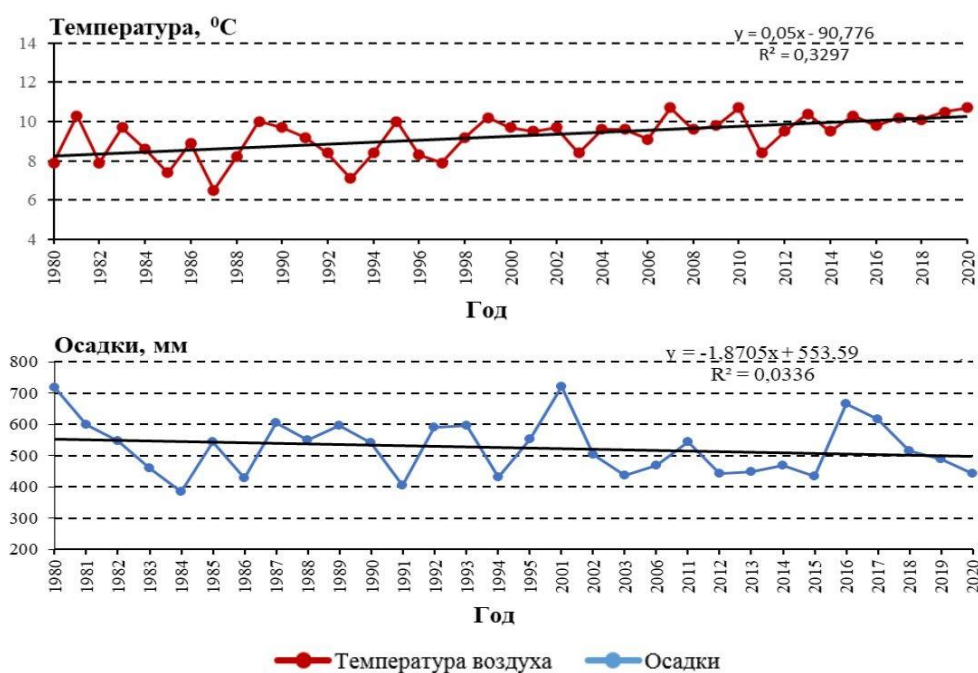 Температура, ⁰С
y = 0,05x - 90,776
R² = 0,3297
14
12
10
8
6
4
1980 1982 1984 1986 1988 1990 1992 1994 1996 1998 2000 2002 2004 2006 2008 2010 2012 2014 2016 2018 2020
Год
Осадки, мм
y = -1,8705x + 553,59
R² = 0,0336
800
700
600
500
400
300
200
1980 1981 1982 1983 1984 1985 1986 1987 1988 1989 1990 1991 1992 1993 1994 1995 2001 2002 2003 2006 2011 2012 2013 2014 2015 2016 2017 2018 2019 2020
Год
Температура воздуха Осадки